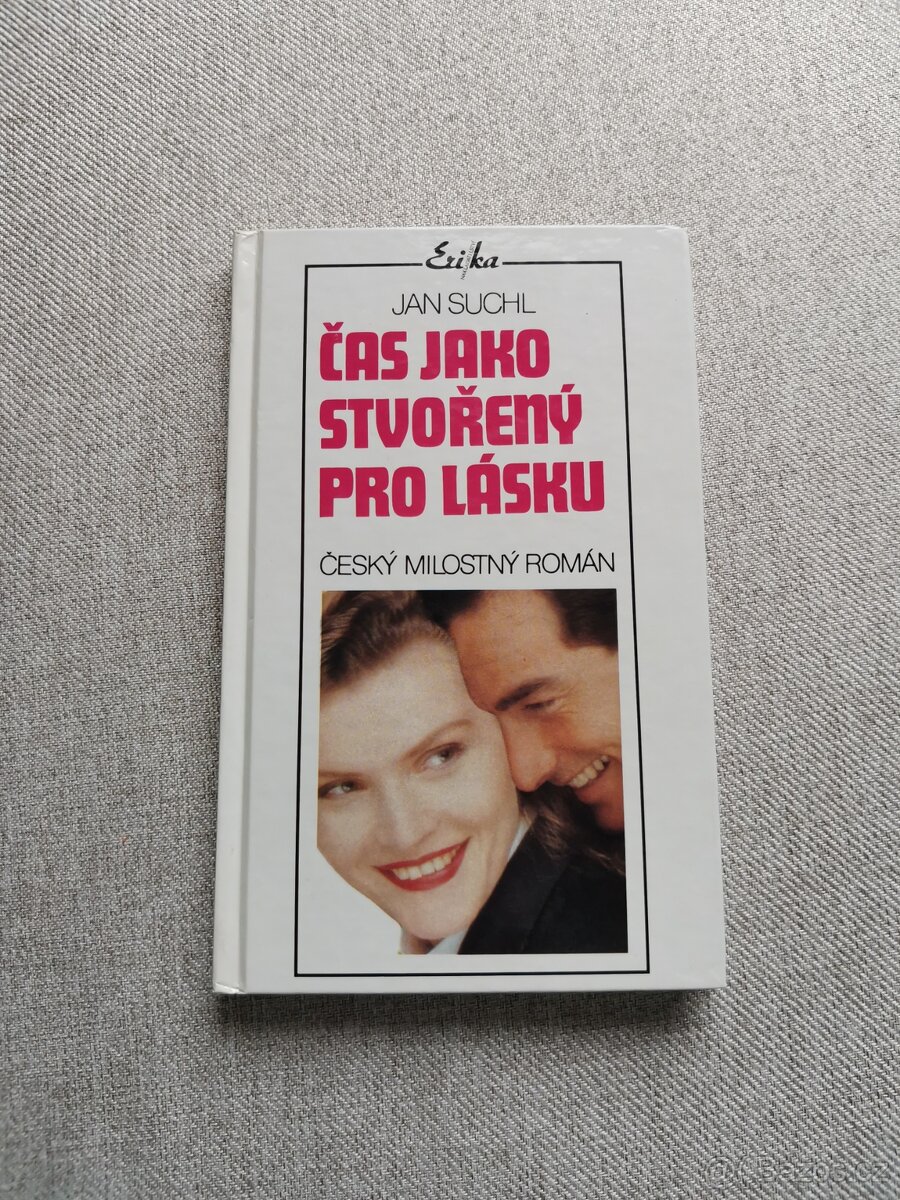 Erika
JAN SUCHL
ČAS JAKO
STVOŘENÝ
PRO LÁSKU
ČESKÝ MILOSTNÝ ROMÁN